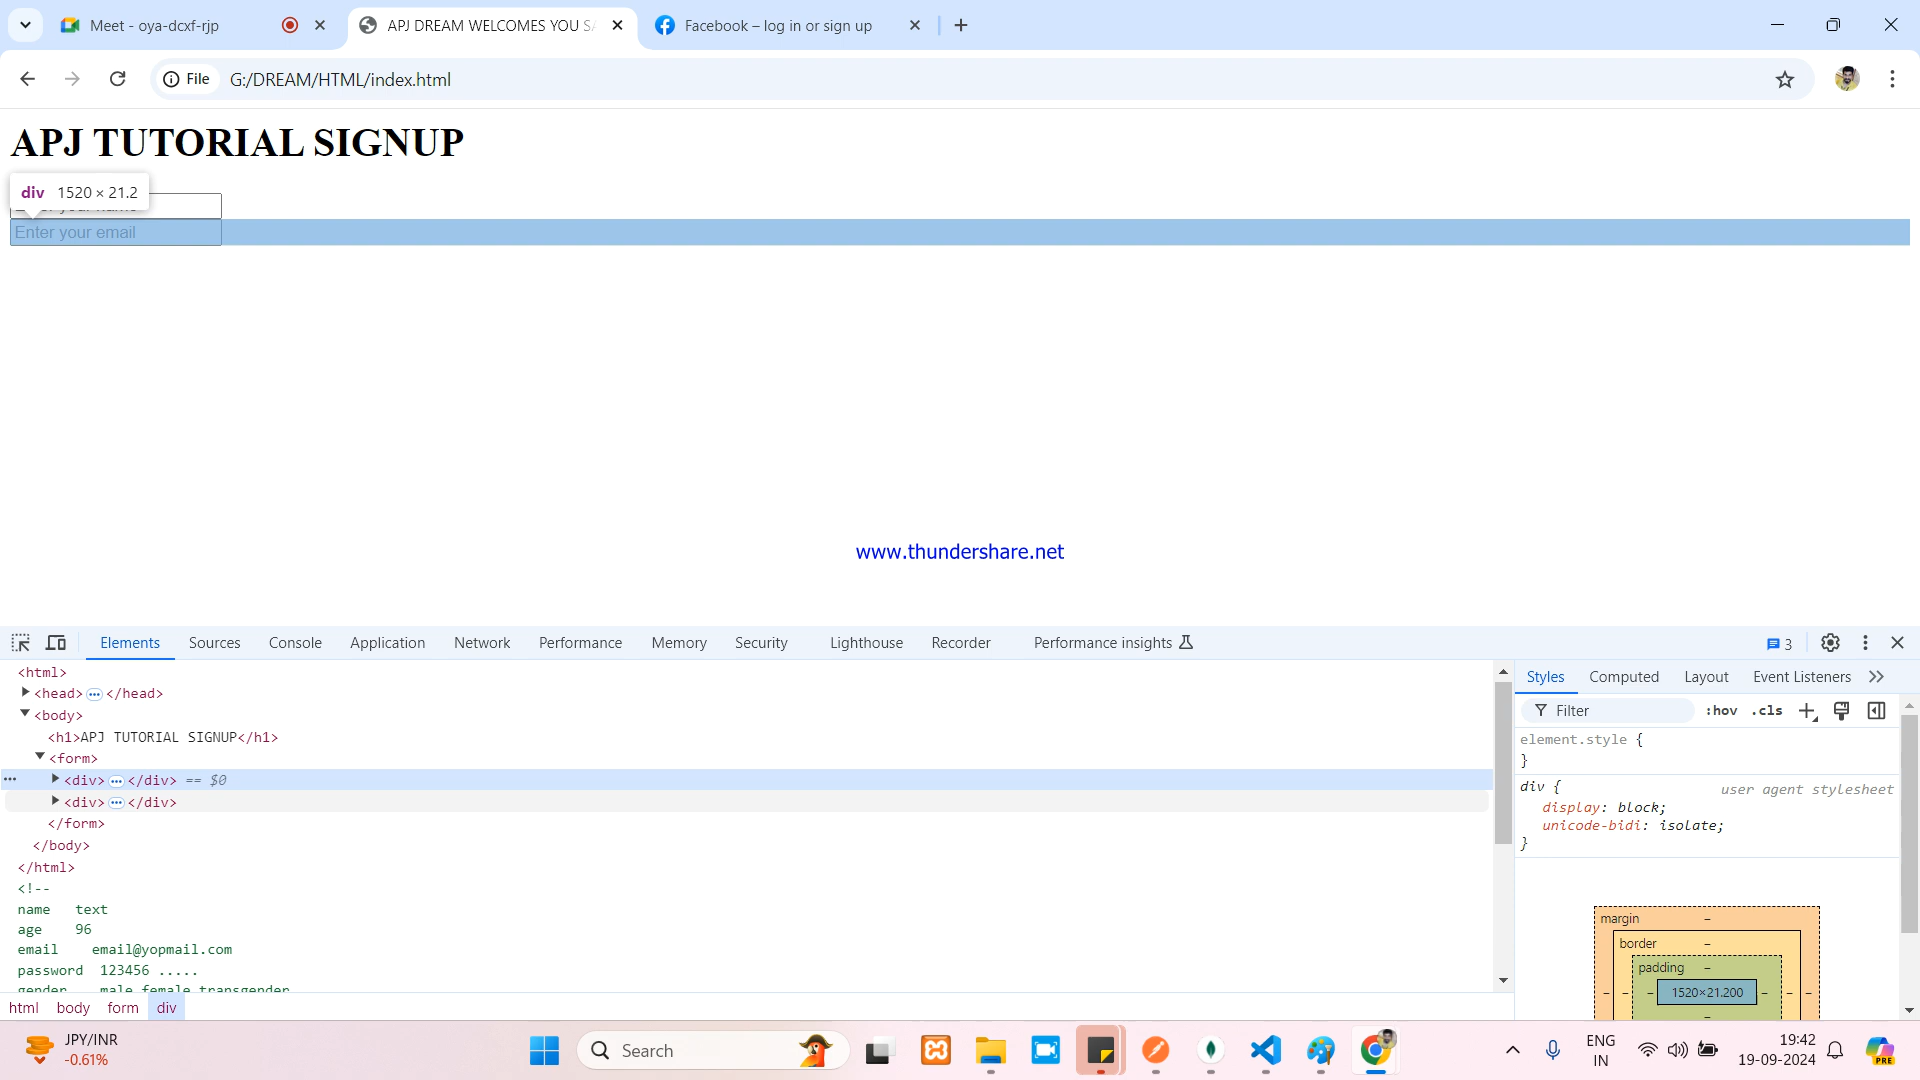 Meet - oya-dcxf-rjp
APJ DREAM WELCOMES YOU
Facebook – log in or sign up
File
G:/DREAM/HTML/index.html
APJ TUTORIAL SIGNUP
div 1520 × 21.2
Enter your email
www.thundershare.net
Elements Sources Console Application Network Performance Memory Security Lighthouse Recorder Performance insights 3
<html>
<head> ••• </head>
<body>
<h1>APJ TUTORIAL SIGNUP</h1>
<form>
<div> ••• </div> == $0
<div> ••• </div>
</form>
</body>
</html>
<!--
name text
age 96
email email@yopmail.com
password 123456 .....
gender male female transgender
html body form div
Styles Computed Layout Event Listeners
Filter :hov .cls
element.style {
}
div { user agent stylesheet
display: block;
unicode-bidi: isolate;
}
margin –
border –
padding –
– – – 1520×21.200 – – –
–
JPY/INR
-0.61%
Search
ENG
IN
19:42
19-09-2024
PRE